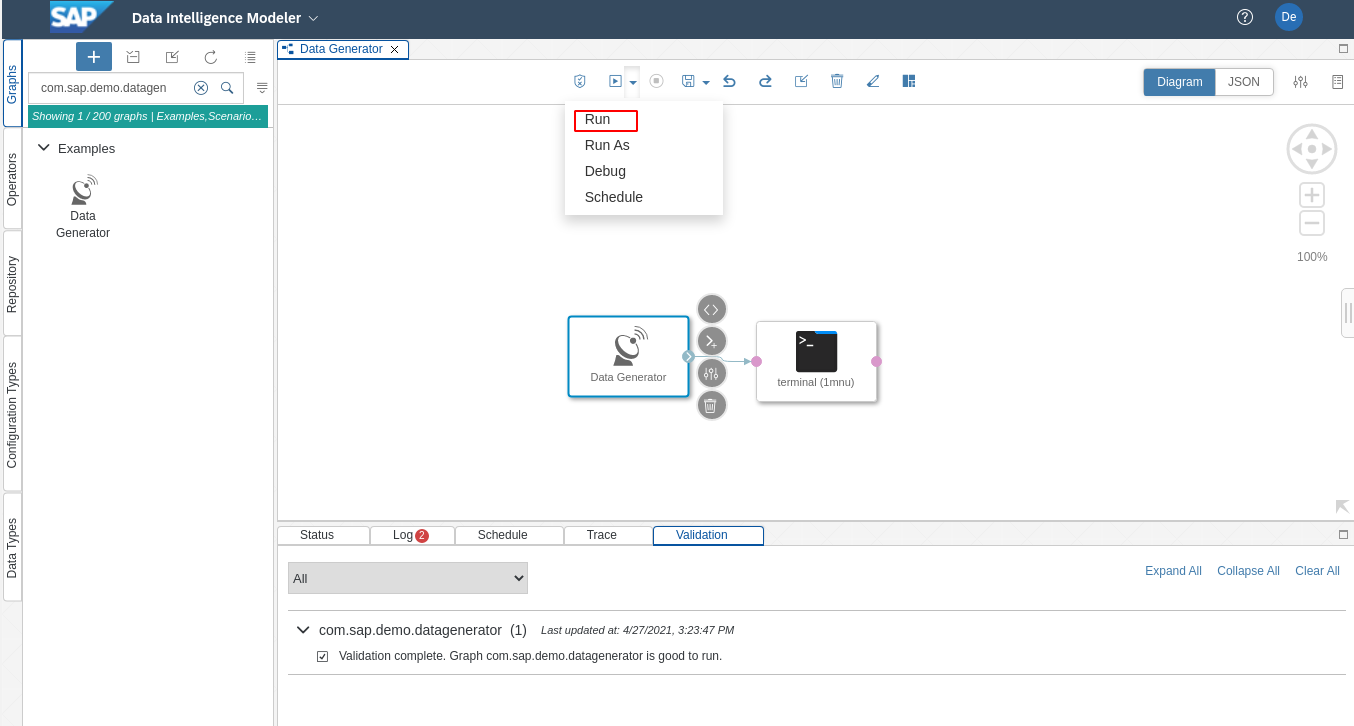 SAP
Data Intelligence Modeler
De
Graphs
Operators
Repository
Configuration Types
Data Types
com.sap.demo.datagen
Showing 1 / 200 graphs | Examples,Scenario…
Examples
Data
Generator
Data Generator
Diagram
JSON
Run
Run As
Debug
Schedule
100%
Data Generator
>_
terminal (1mnu)
Status
Log 2
Schedule
Trace
Validation
All
Expand All
Collapse All
Clear All
com.sap.demo.datagenerator (1) Last updated at: 4/27/2021, 3:23:47 PM
Validation complete. Graph com.sap.demo.datagenerator is good to run.